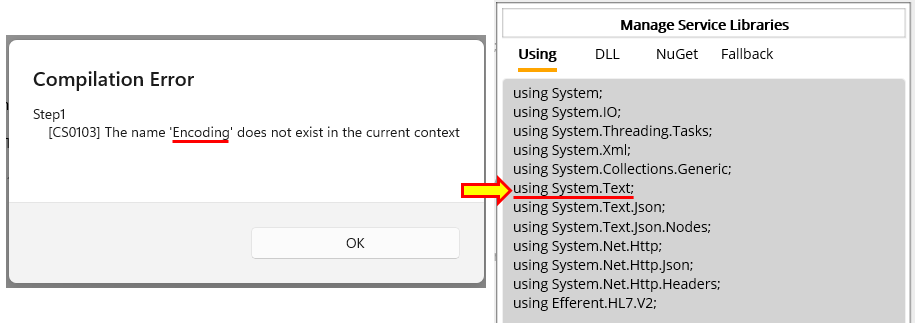 Compilation Error
Step1
[CS0103] The name 'Encoding' does not exist in the current context
OK
Manage Service Libraries
Using DLL NuGet Fallback
using System;
using System.IO;
using System.Threading.Tasks;
using System.Xml;
using System.Collections.Generic;
using System.Text;
using System.Text.Json;
using System.Text.Json.Nodes;
using System.Net.Http;
using System.Net.Http.Json;
using System.Net.Http.Headers;
using Efferent.HL7.V2;